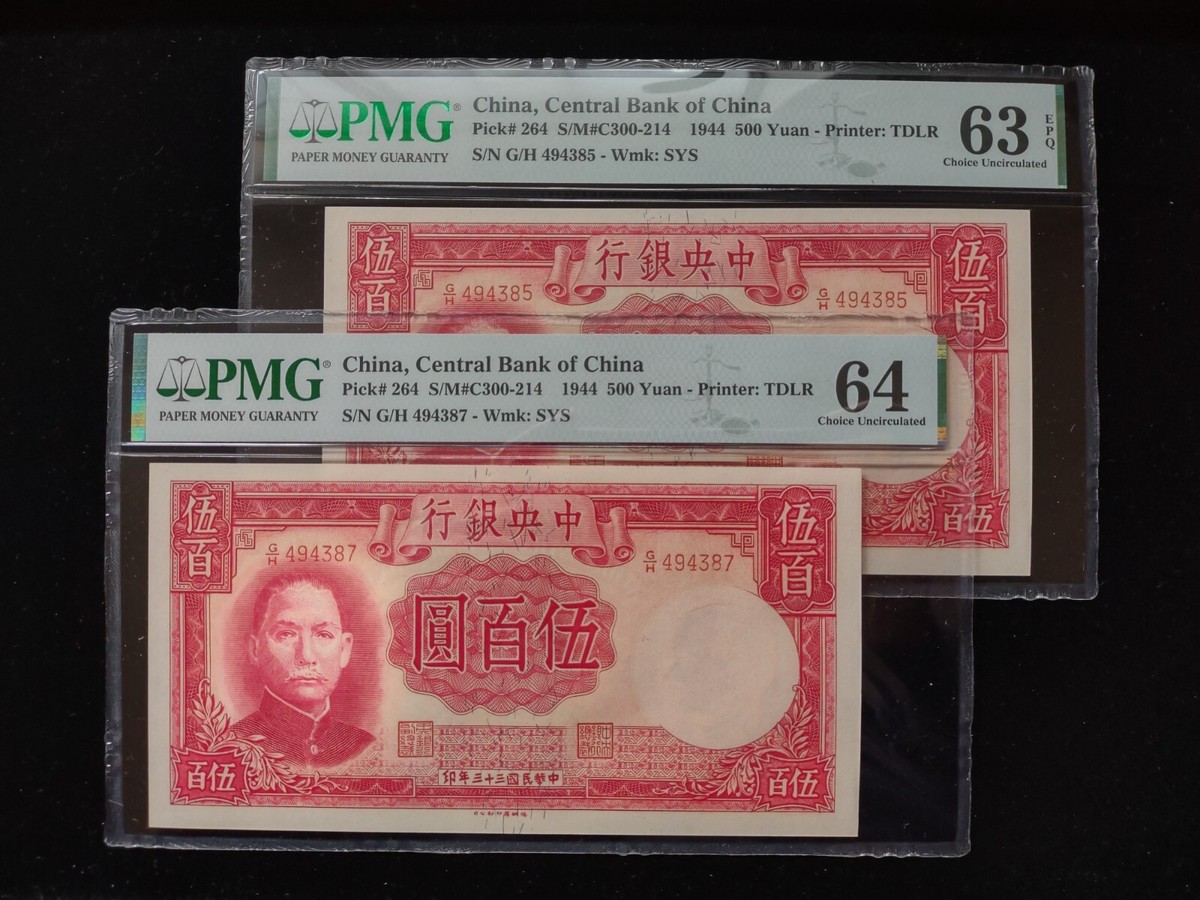 PMG®
PAPER MONEY GUARANTY
China, Central Bank of China
Pick# 264 S/M#C300-214 1944 500 Yuan - Printer: TDLR
S/N G/H 494385 - Wmk: SYS
63
EPQ
Choice Uncirculated
伍百
行銀央中
伍百
G/H 494385
G/H 494385
百伍
PMG®
PAPER MONEY GUARANTY
China, Central Bank of China
Pick# 264 S/M#C300-214 1944 500 Yuan - Printer: TDLR
S/N G/H 494387 - Wmk: SYS
64
Choice Uncirculated
伍百
行銀央中
伍百
G/H 494387
G/H 494387
圓百伍
百伍
印年三十三國民華中
百伍